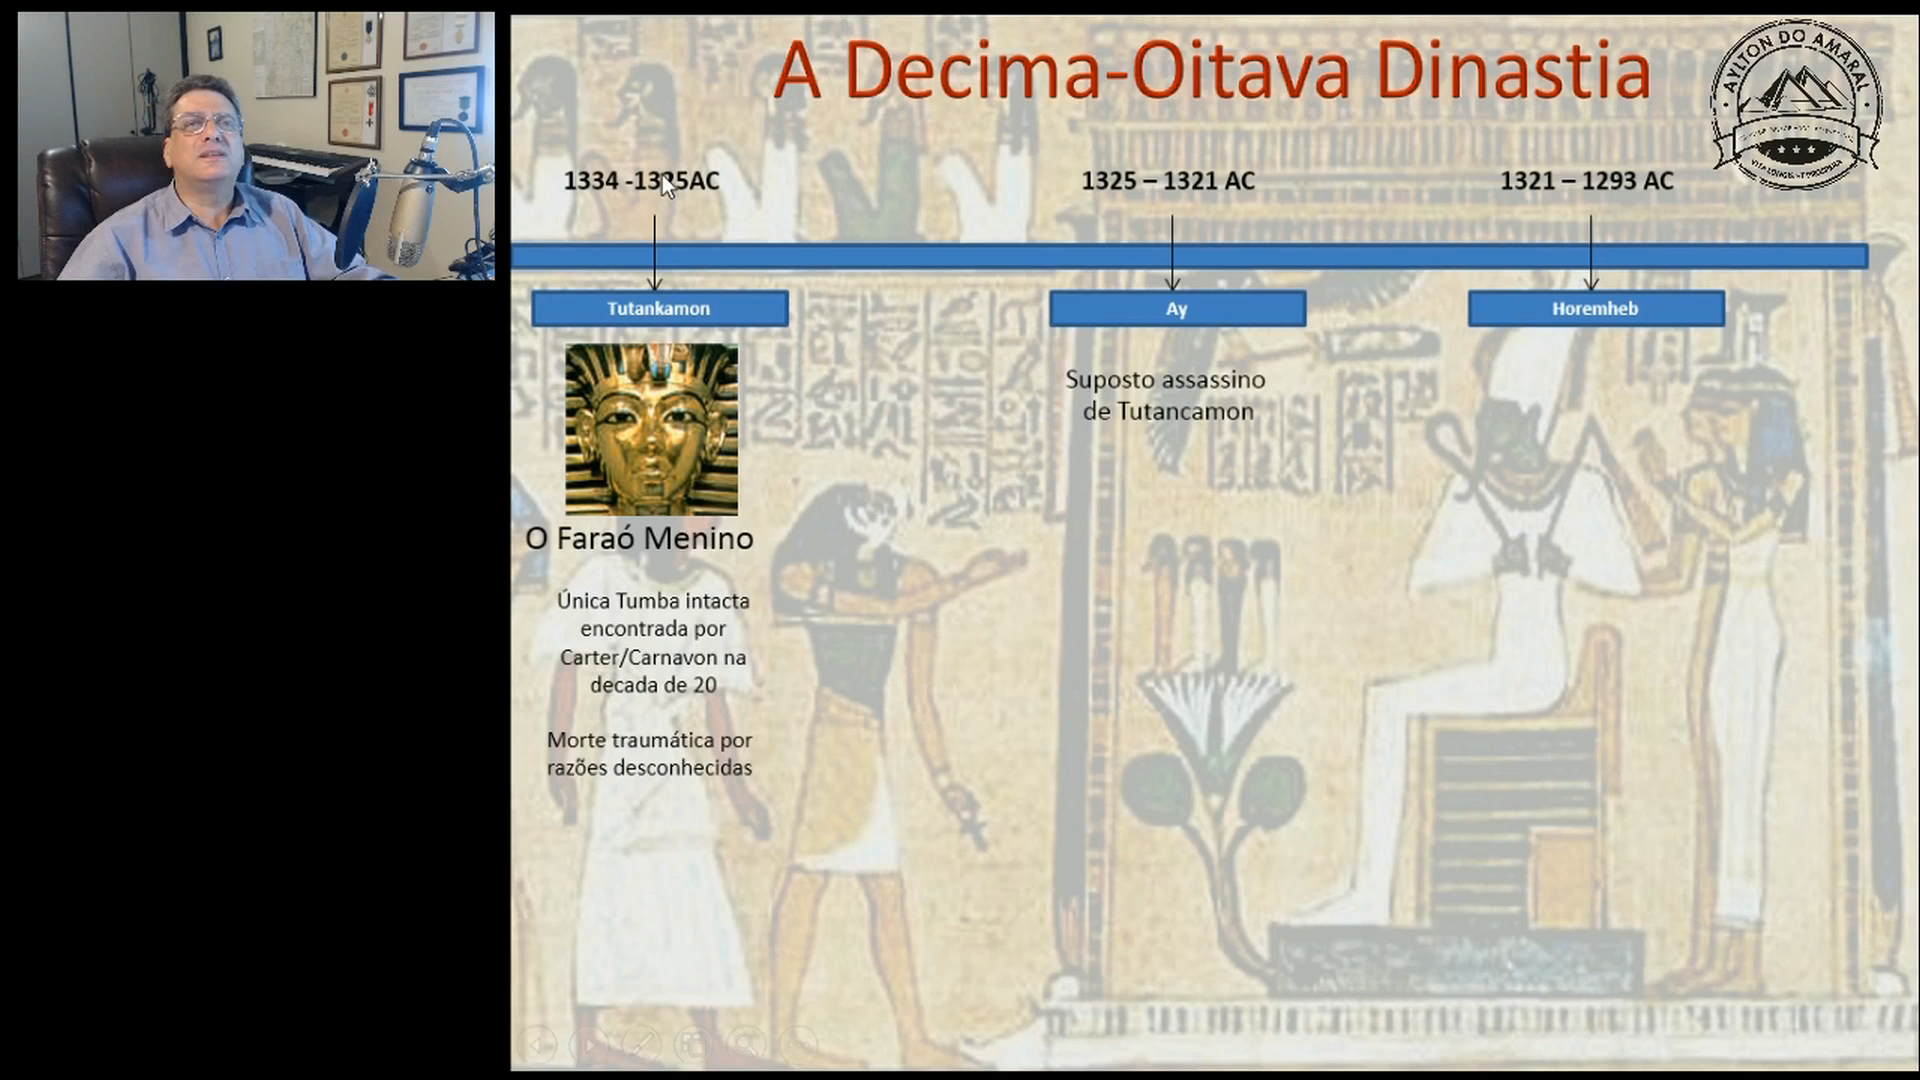 A Decima-Oitava Dinastia
AYLTON DO AMARAL
1334 -1325AC
1325 – 1321 AC
1321 – 1293 AC
Tutankamon
Ay
Horemheb
Suposto assassino
de Tutancamon
O Faraó Menino
Única Tumba intacta
encontrada por
Carter/Carnavon na
decada de 20
Morte traumática por
razões desconhecidas